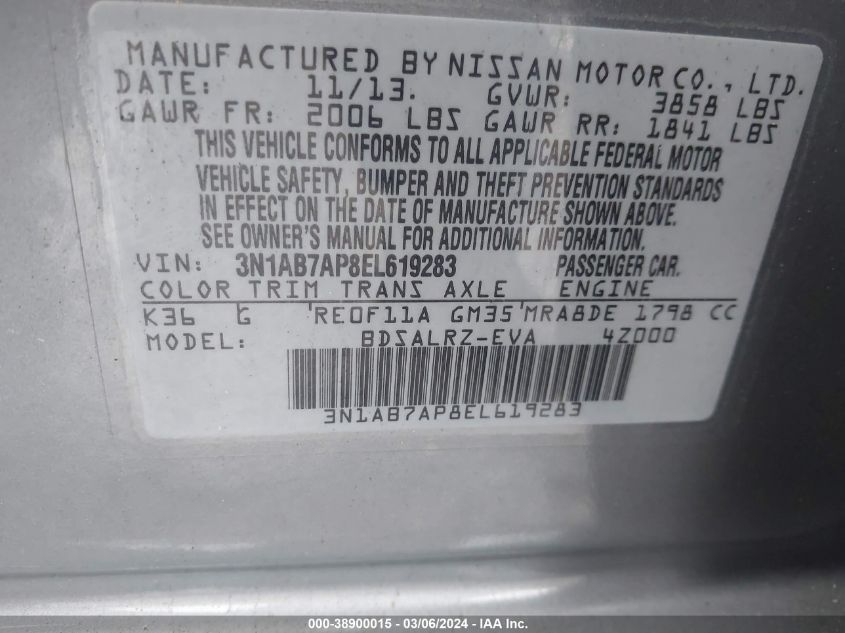 MANUFACTURED BY NISSAN MOTOR CO., LTD.
DATE: 11/13. GVWR: 3858 LBS
GAWR FR: 2006 LBS GAWR RR: 1841 LBS
THIS VEHICLE CONFORMS TO ALL APPLICABLE FEDERAL MOTOR
VEHICLE SAFETY, BUMPER AND THEFT PREVENTION STANDARDS
IN EFFECT ON THE DATE OF MANUFACTURE SHOWN ABOVE.
SEE OWNER'S MANUAL FOR ADDITIONAL INFORMATION.
VIN: 3N1AB7AP8EL619283 PASSENGER CAR.
COLOR TRIM TRANS AXLE ENGINE
K36 G RE0F11A GM35 MRA8DE 1798 CC
MODEL: BDSALRZ-EVA 4Z000
3N1AB7AP8EL619283
000-38900015 - 03/06/2024 - IAA Inc.